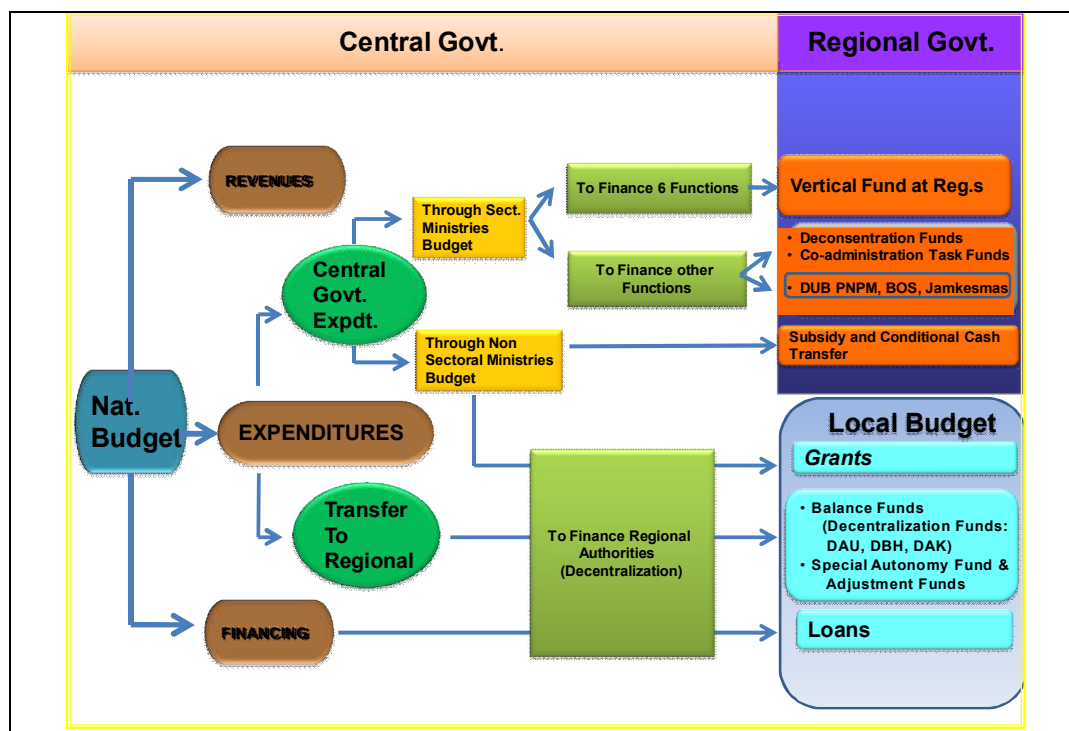 Central Govt.
Regional Govt.
REVENUES
To Finance 6 Functions
Vertical Fund at Reg.s
Through Sect.
Ministries
Budget
• Deconsentration Funds
• Co-administration Task Funds
• DUB PNPM, BOS, Jamkesmas
To Finance other
Functions
Central
Govt.
Expdt.
Through Non
Sectoral Ministries
Budget
Subsidy and Conditional Cash
Transfer
Nat.
Budget
EXPENDITURES
Local Budget
Grants
Transfer
To
Regional
To Finance Regional
Authorities
(Decentralization)
• Balance Funds
(Decentralization Funds:
DAU, DBH, DAK)
• Special Autonomy Fund &
Adjustment Funds
FINANCING
Loans